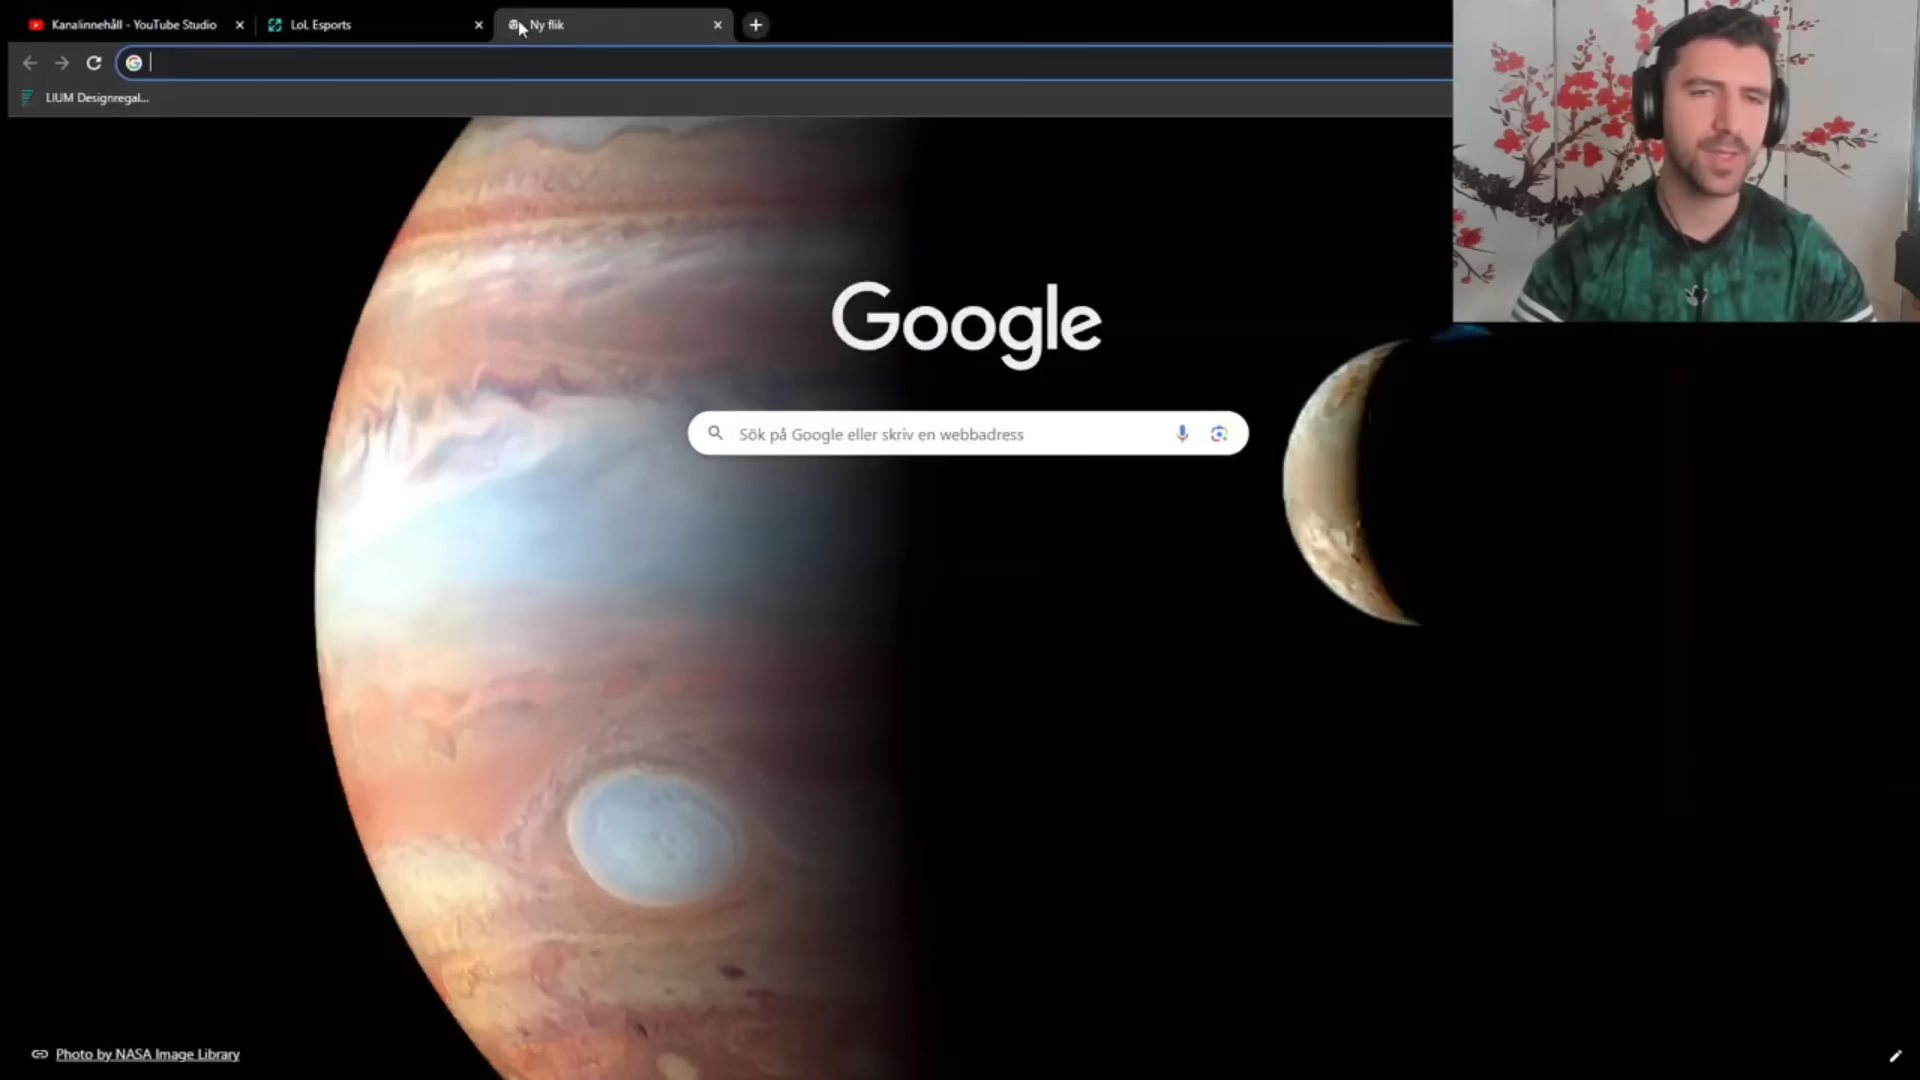 Kanalinnehåll - YouTube Studio
LoL Esports
Ny flik
LIUM Designregal...
Google
Sök på Google eller skriv en webbadress
Photo by NASA Image Library